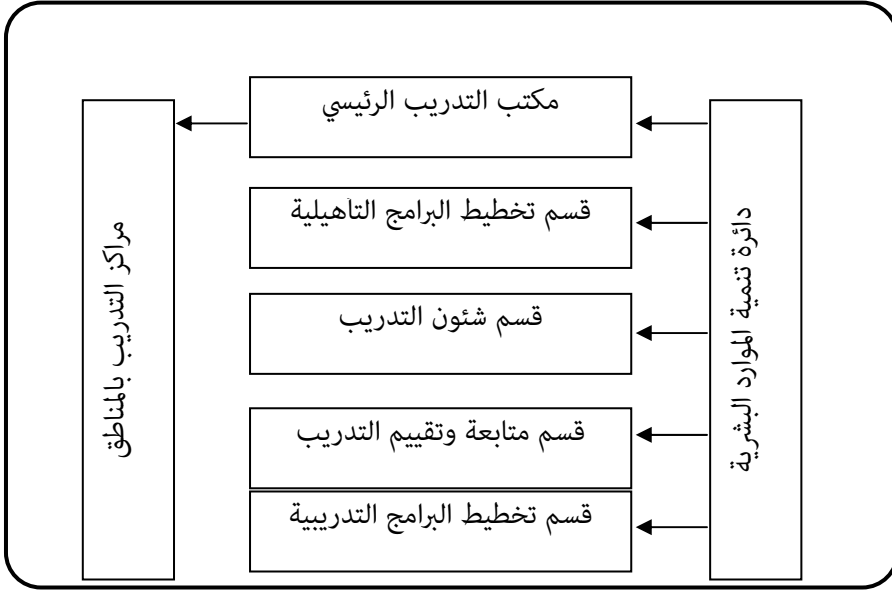 دائرة تنمية الموارد البشرية
مكتب التدريب الرئيسي
قسم تخطيط البرامج التأهيلية
قسم شئون التدريب
قسم متابعة وتقييم التدريب
قسم تخطيط البرامج التدريبية
مراكز التدريب بالمناطق